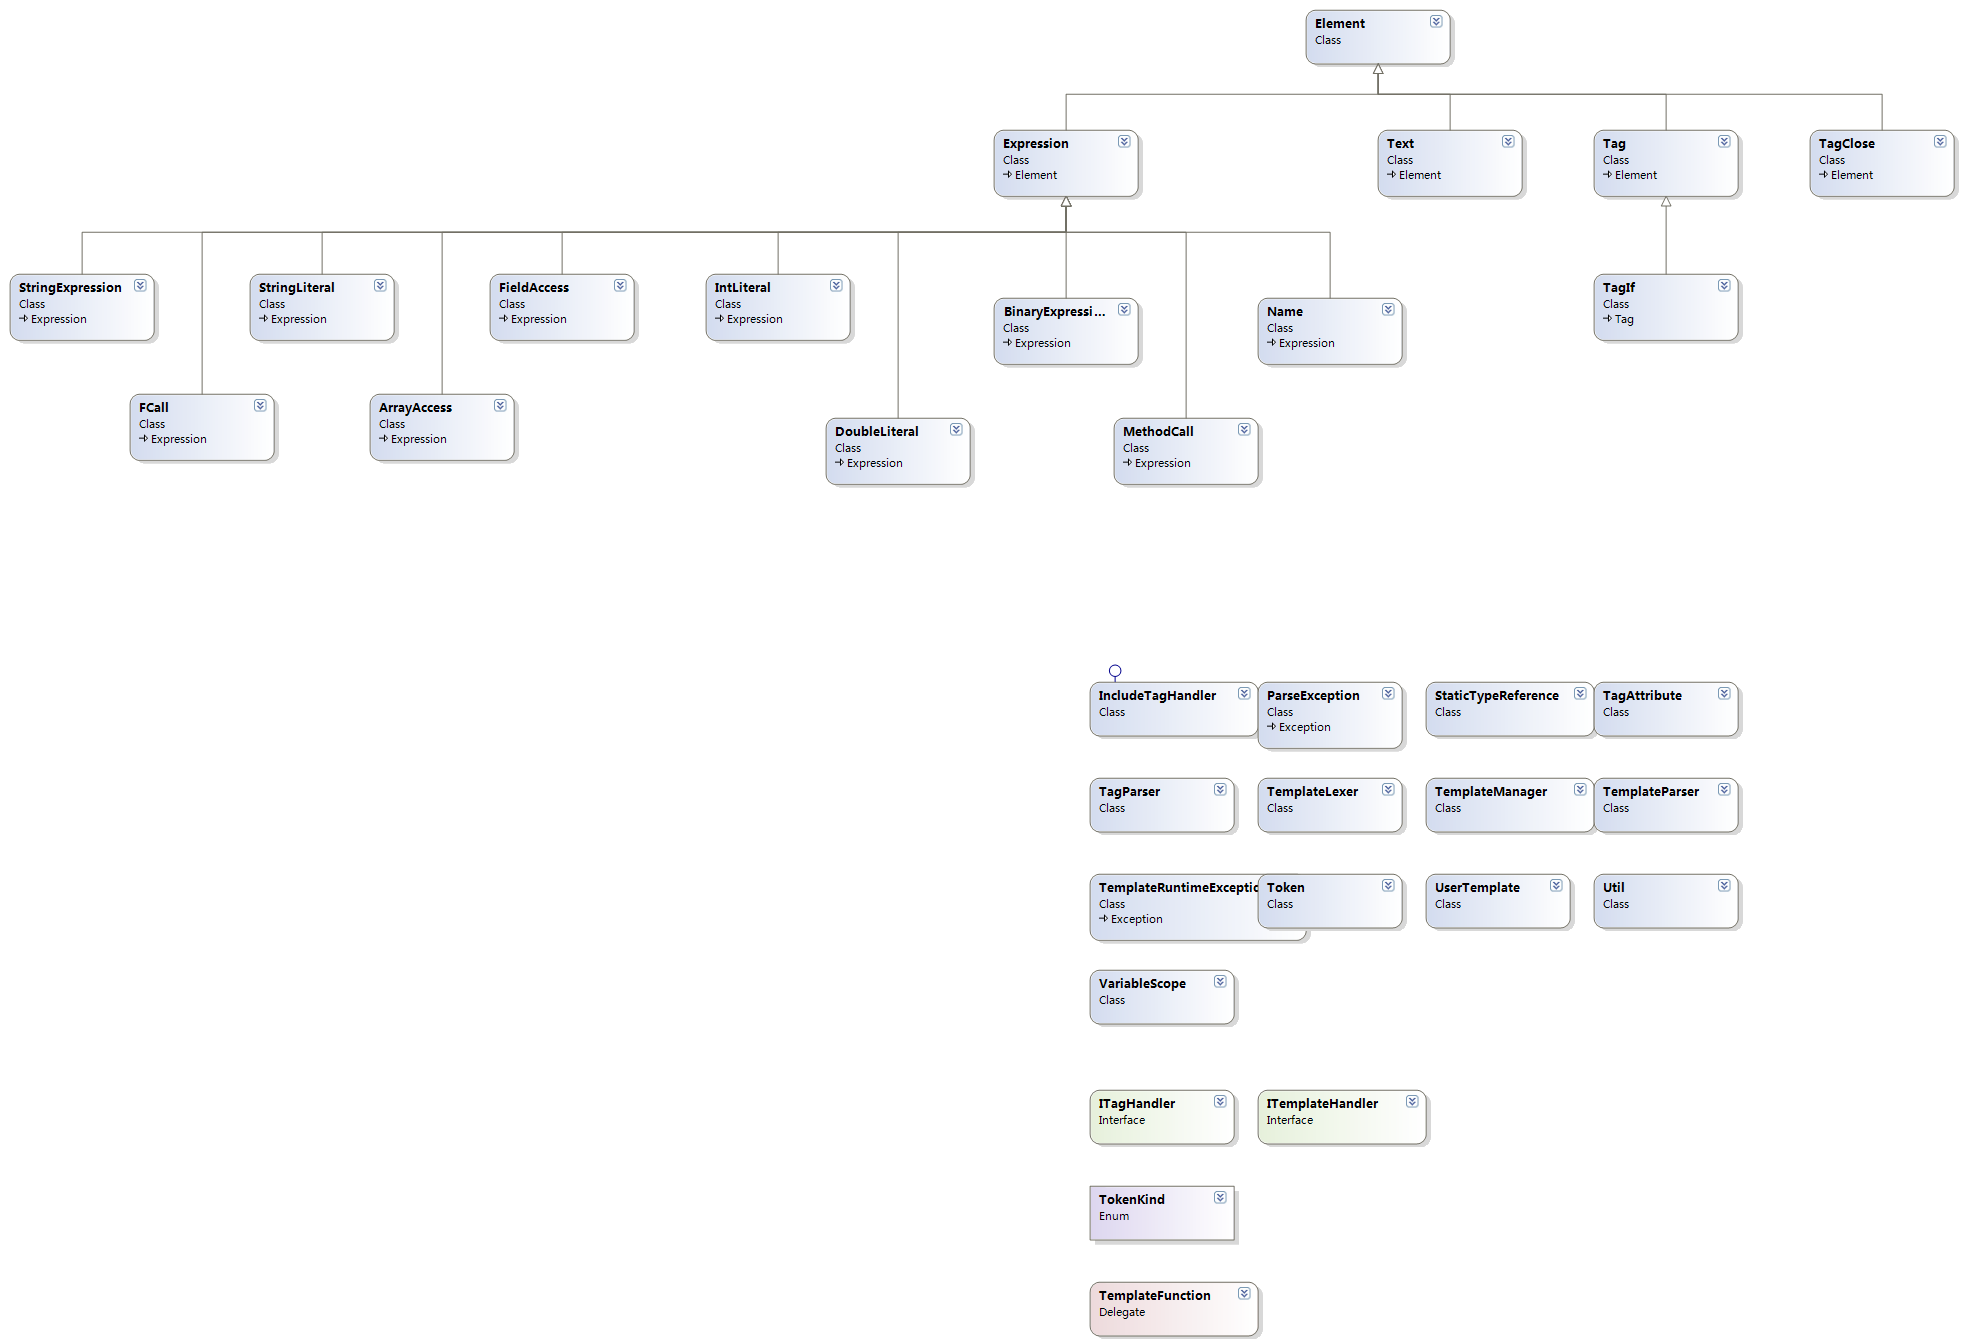 Element
Class
Expression
Class
Element
Text
Class
Element
Tag
Class
Element
TagClose
Class
Element
StringExpression
Class
Expression
StringLiteral
Class
Expression
FieldAccess
Class
Expression
IntLiteral
Class
Expression
BinaryExpressi...
Class
Expression
Name
Class
Expression
TagIf
Class
Tag
FCall
Class
Expression
ArrayAccess
Class
Expression
DoubleLiteral
Class
Expression
MethodCall
Class
Expression
IncludeTagHandler
Class
ParseException
Class
Exception
StaticTypeReference
Class
TagAttribute
Class
TagParser
Class
TemplateLexer
Class
TemplateManager
Class
TemplateParser
Class
TemplateRuntimeExceptio
Class
Exception
Token
Class
UserTemplate
Class
Util
Class
VariableScope
Class
ITagHandler
Interface
ITemplateHandler
Interface
TokenKind
Enum
TemplateFunction
Delegate